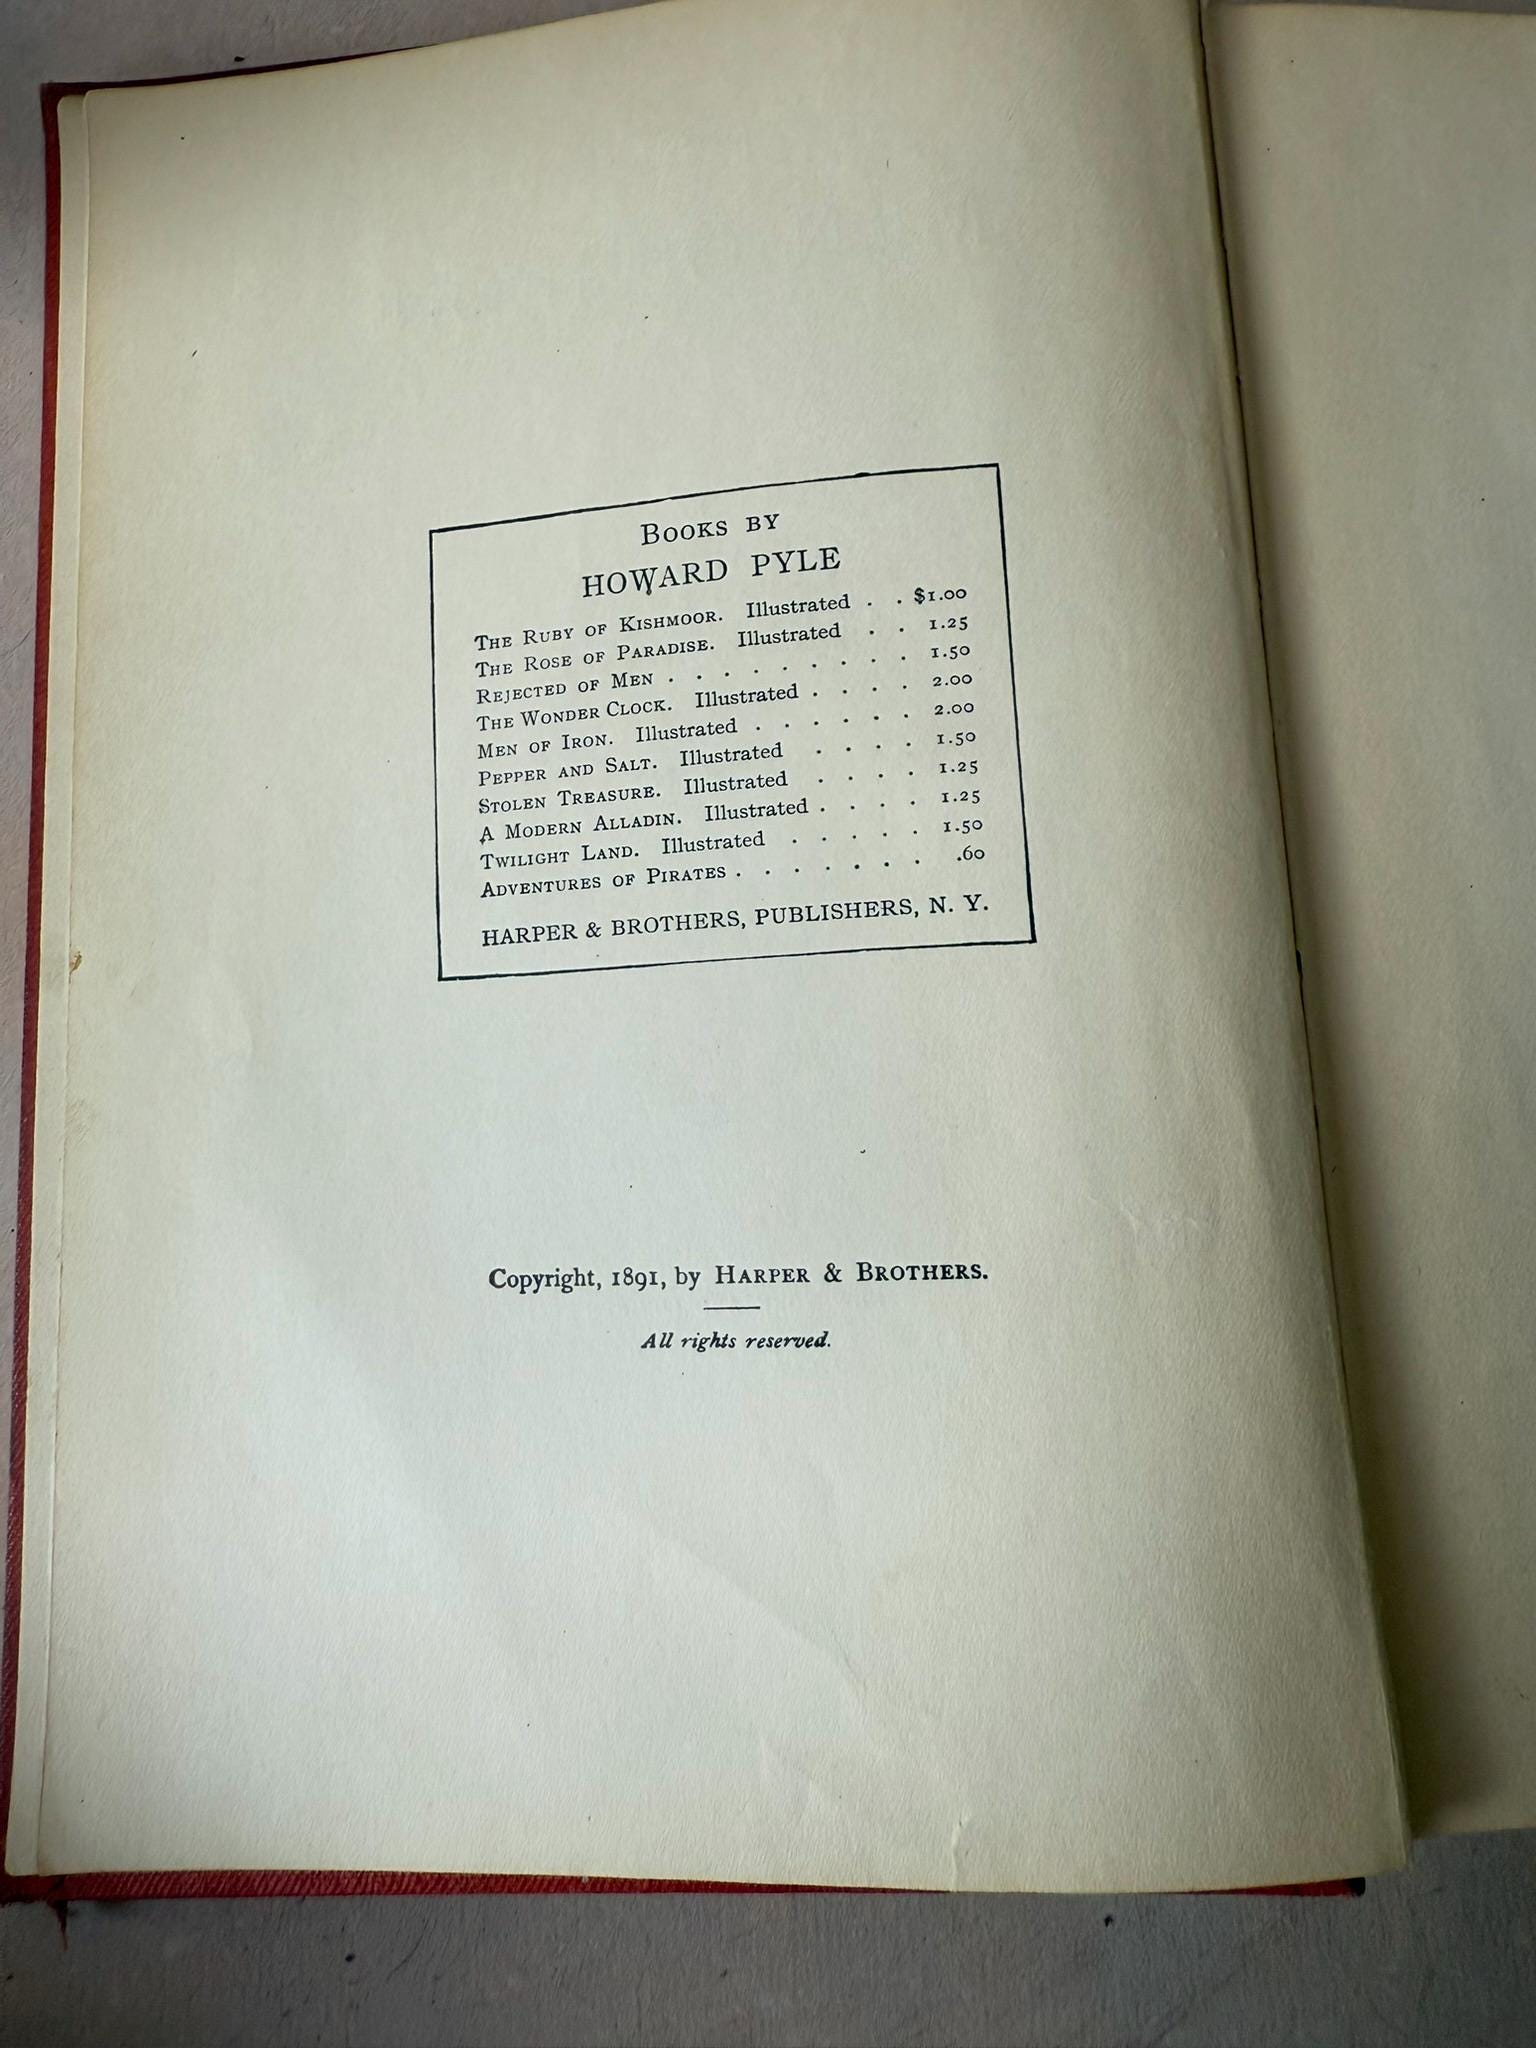 BOOKS BY
HOWARD PYLE
THE RUBY OF KISHMOOR. Illustrated . . $1.00
THE ROSE OF PARADISE. Illustrated . . 1.25
REJECTED OF MEN . . . . . . . . . 1.50
THE WONDER CLOCK. Illustrated . . . . 2.00
MEN OF IRON. Illustrated . . . . . . 2.00
PEPPER AND SALT. Illustrated . . . . 1.50
STOLEN TREASURE. Illustrated . . . . 1.25
A MODERN ALLADIN. Illustrated . . . . 1.25
TWILIGHT LAND. Illustrated . . . . . 1.50
ADVENTURES OF PIRATES . . . . . . . .60
HARPER & BROTHERS, PUBLISHERS, N. Y.
Copyright, 1891, by HARPER & BROTHERS.
All rights reserved.